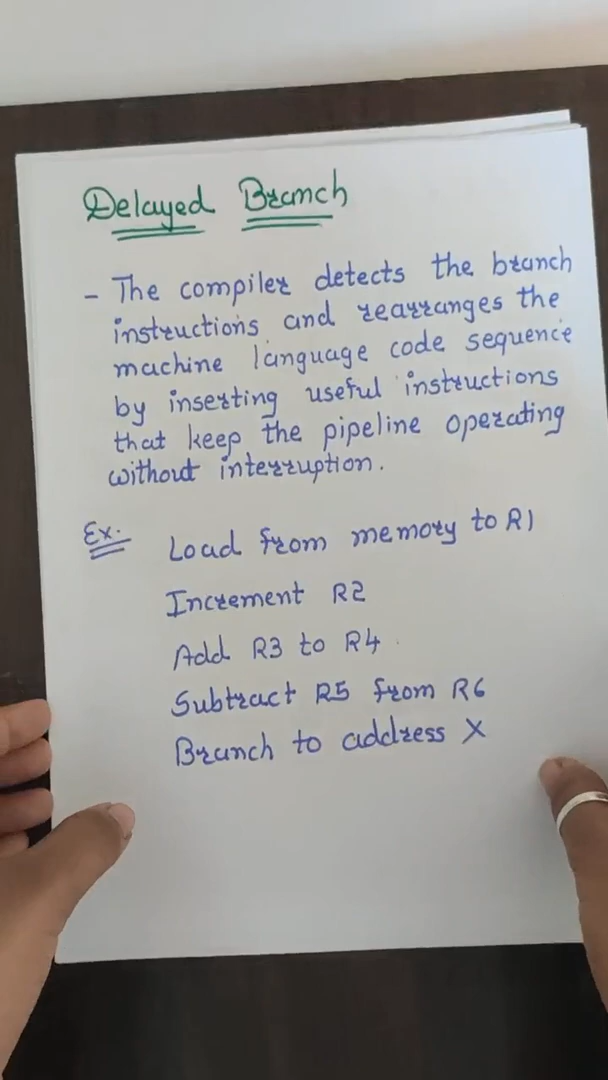 Delayed Branch
- The compiler detects the branch
instructions and rearranges the
machine language code sequence
by inserting useful instructions
that keep the pipeline operating
without interruption.
Ex. Load from memory to R1
Increment R2
Add R3 to R4
Subtract R5 from R6
Branch to address X